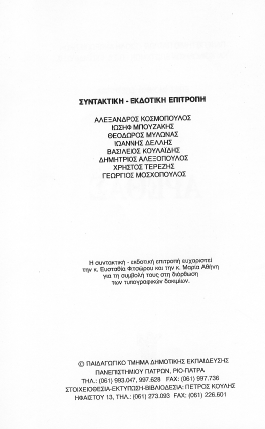 ΣΥΝΤΑΚΤΙΚΗ - ΕΚΔΟΤΙΚΗ ΕΠΙΤΡΟΠΗ
ΑΛΕΞΑΝΔΡΟΣ ΚΟΣΜΟΠΟΥΛΟΣ
ΙΩΣΗΦ ΜΠΟΥΖΑΚΗΣ
ΘΕΟΔΩΡΟΣ ΜΥΛΩΝΑΣ
ΙΩΑΝΝΗΣ ΔΕΛΛΗΣ
ΒΑΣΙΛΕΙΟΣ ΚΟΥΛΑΪΔΗΣ
ΔΗΜΗΤΡΙΟΣ ΑΛΕΞΟΠΟΥΛΟΣ
ΧΡΗΣΤΟΣ ΤΕΡΕΖΗΣ
ΓΕΩΡΓΙΟΣ ΜΟΣΧΟΠΟΥΛΟΣ
Η συντακτική - εκδοτική επιτροπή ευχαριστεί
την κ. Ευσταθία Φιτσώρου και την κ. Μαρία Αθήνη
για τη συμβολή τους στη διόρθωση
των τυπογραφικών δοκιμίων.
© ΠΑΙΔΑΓΩΓΙΚΟ ΤΜΗΜΑ ΔΗΜΟΤΙΚΗΣ ΕΚΠΑΙΔΕΥΣΗΣ
ΠΑΝΕΠΙΣΤΗΜΙΟΥ ΠΑΤΡΩΝ, ΡΙΟ-ΠΑΤΡΑ.
ΤΗΛ.: (061) 993.047, 997.628 FAX: (061) 997.736
ΣΤΟΙΧΕΙΟΘΕΣΙΑ-ΕΚΤΥΠΩΣΗ-ΒΙΒΛΙΟΔΕΣΙΑ: ΠΕΤΡΟΣ ΚΟΥΛΗΣ
ΗΦΑΙΣΤΟΥ 13, ΤΗΛ.: (061) 273.093 FAX: (061) 226.601